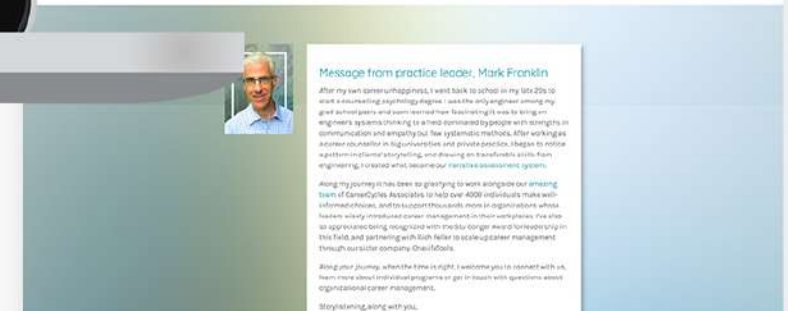 Message from practice leader, Mark Franklin
After my own career unhappiness, I went back to school in my late 20s to
start a counselling psychology degree. I was the only engineer among my
grad school peers and soon learned how fascinating it was to bring an
engineers systems thinking to a field dominated by people with strengths in
communication and empathy but few systematic methods. After working as
a career counsellor in big universities and private practice, I began to notice
a pattern in clients' storytelling, and drawing on transferable skills from
engineering, I created what became our narrative assessment system.
Along my journey it has been so gratifying to work alongside our amazing
team of CareerCycles Associates to help over 4000 individuals make well-
informed choices, and to support thousands more in organizations whose
leaders wisely introduced career management in their workplaces. I've also
so appreciated being recognized with the Stu Conger Award for leadership in
this field, and partnering with Rich Feller to scale up career management
through our sister company, OneLifeTools.
Along your journey, when the time is right, I welcome you to connect with us,
learn more about individual programs or get in touch with questions about
organizational career management.
Storylistening, along with you,